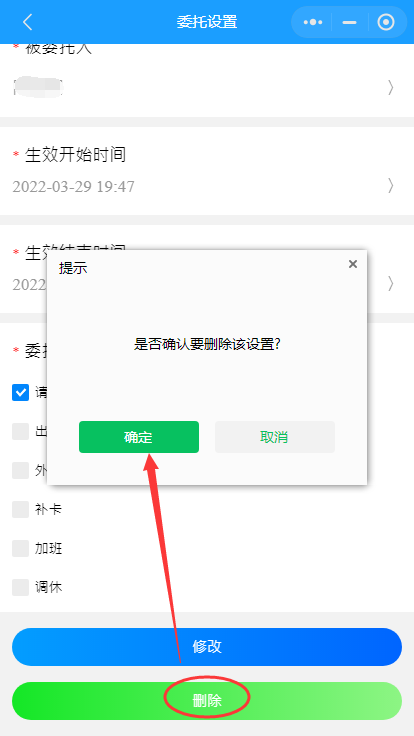 委托设置
* 被委托人
* 生效开始时间
2022-03-29 19:47
* 生效结束时间
2022
提示
是否确认要删除该设置?
确定
取消
* 委
请
出
外
补卡
加班
调休
修改
删除